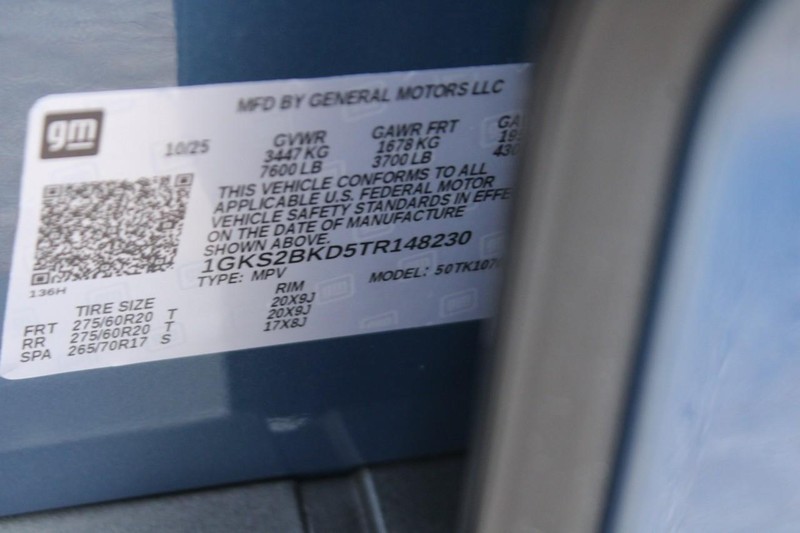 gm
MFD BY GENERAL MOTORS LLC
10/25
GVWR
3447 KG
7600 LB
GAWR FRT
1678 KG
3700 LB
GA
THIS VEHICLE CONFORMS TO ALL
APPLICABLE U.S. FEDERAL MOTOR
VEHICLE SAFETY STANDARDS IN EFFE
ON THE DATE OF MANUFACTURE
SHOWN ABOVE.
1GKS2BKD5TR148230
TYPE: MPV MODEL: 50TK107
136H
TIRE SIZE RIM
FRT 275/60R20 T 20X9J
RR 275/60R20 T 20X9J
SPA 265/70R17 S 17X8J